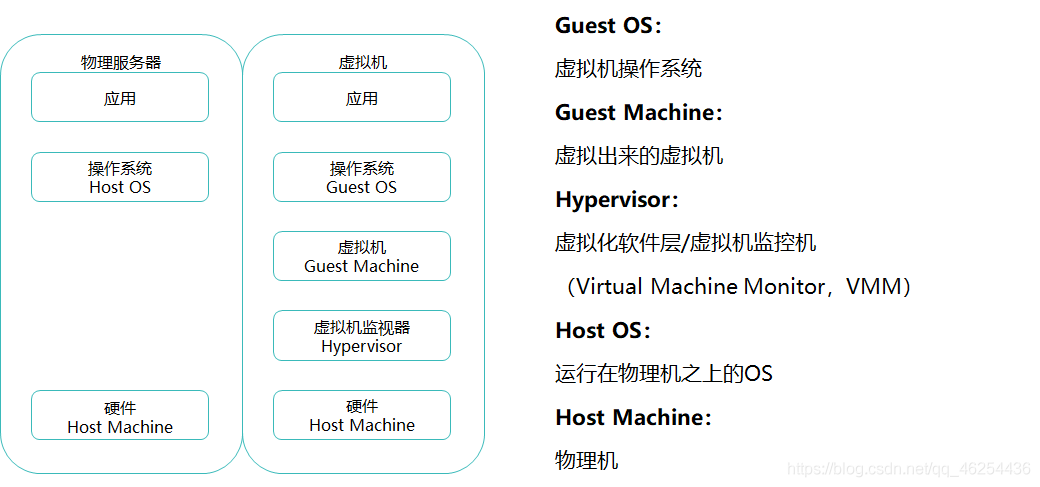 物理服务器
应用
操作系统
Host OS
硬件
Host Machine
虚拟机
应用
操作系统
Guest OS
虚拟机
Guest Machine
虚拟机监视器
Hypervisor
硬件
Host Machine
Guest OS：
虚拟机操作系统
Guest Machine：
虚拟出来的虚拟机
Hypervisor：
虚拟化软件层/虚拟机监控机
（Virtual Machine Monitor，VMM）
Host OS：
运行在物理机之上的OS
Host Machine：
物理机
https://blog.csdn.net/qq_46254436